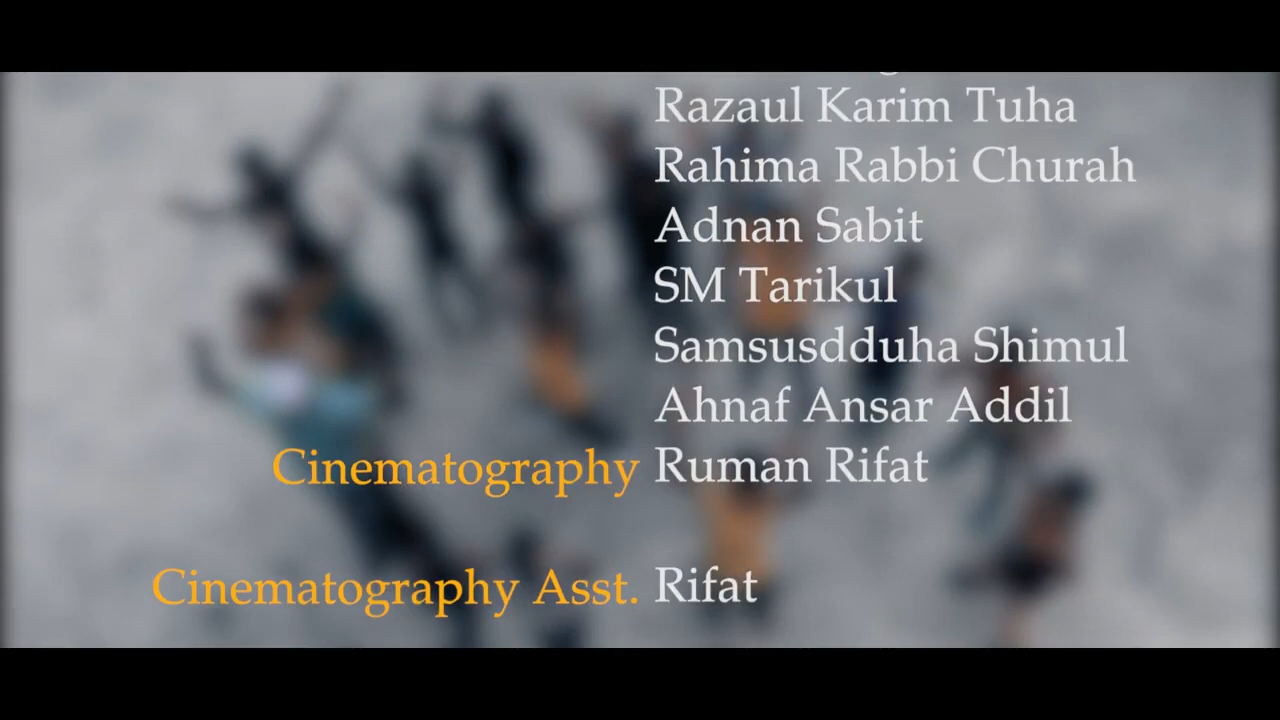 Razaul Karim Tuha
Rahima Rabbi Churah
Adnan Sabit
SM Tarikul
Samsusdduha Shimul
Ahnaf Ansar Addil
Cinematography Ruman Rifat
Cinematography Asst. Rifat